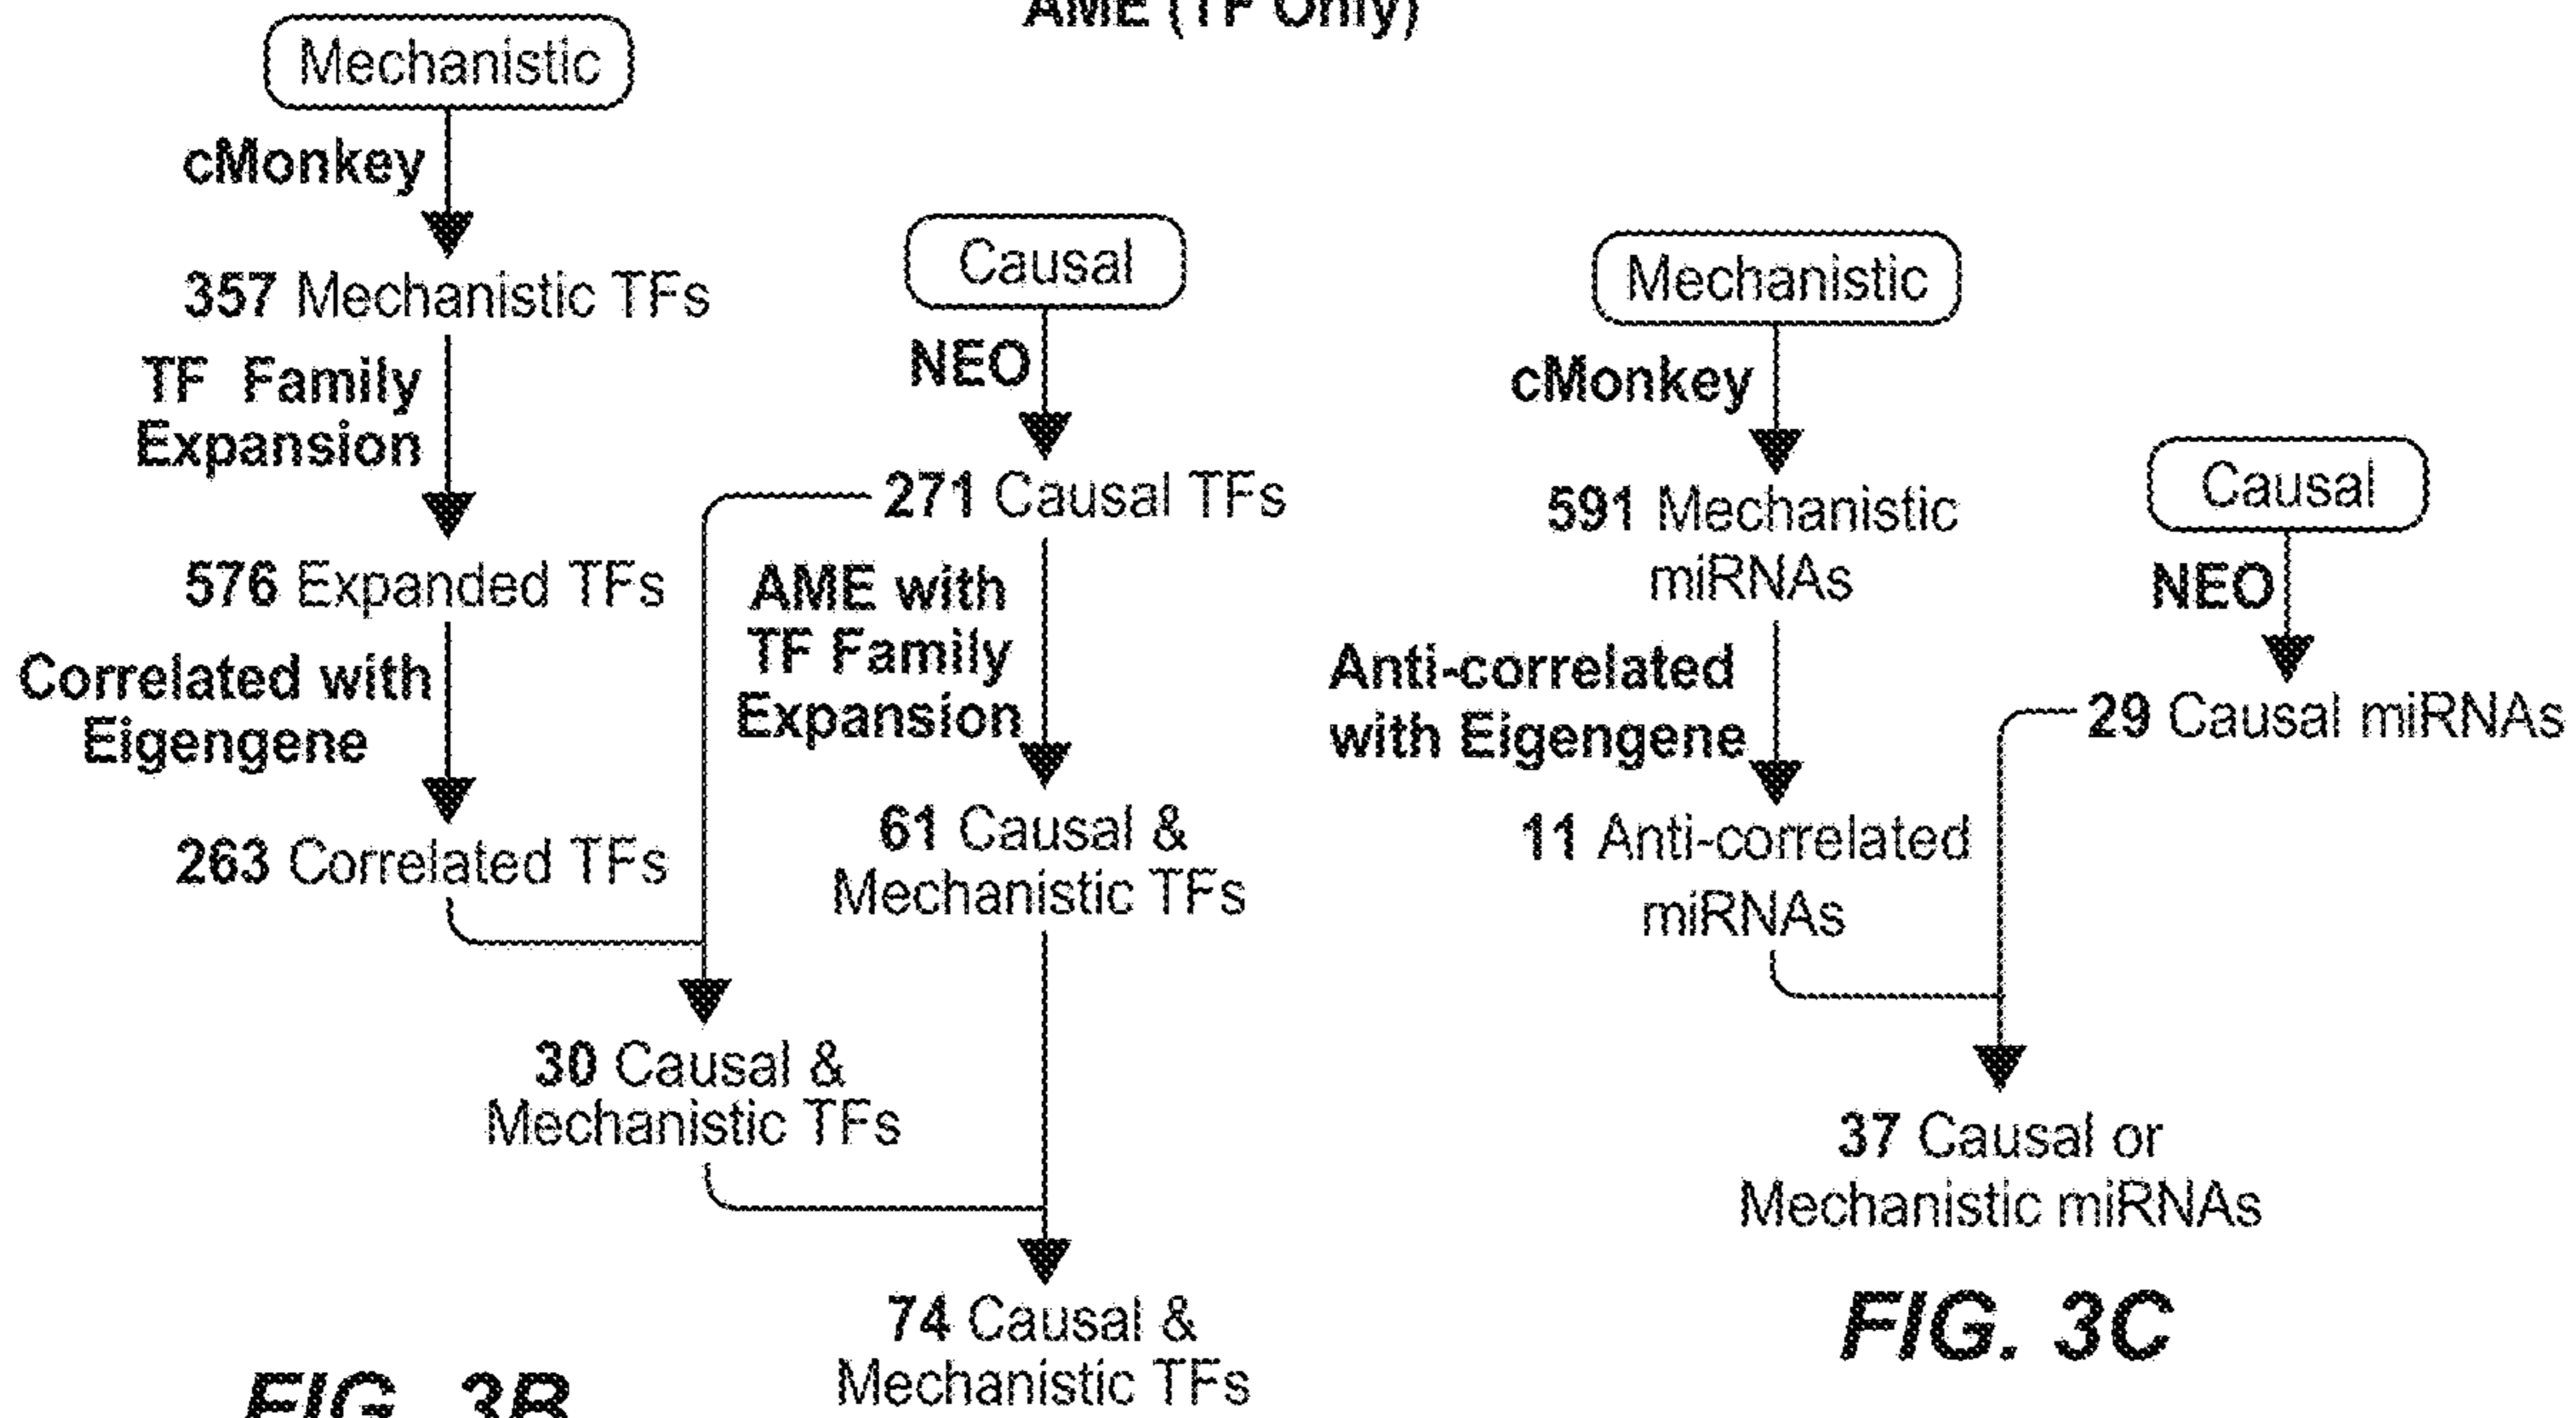 AME (TF Only)
Mechanistic
cMonkey
357 Mechanistic TFs
TF Family
Expansion
576 Expanded TFs
Correlated with
Eigengene
263 Correlated TFs
Causal
NEO
271 Causal TFs
AME with
TF Family
Expansion
61 Causal &
Mechanistic TFs
30 Causal &
Mechanistic TFs
74 Causal &
Mechanistic TFs
FIG. 3B
Mechanistic
cMonkey
591 Mechanistic
miRNAs
Anti-correlated
with Eigengene
11 Anti-correlated
miRNAs
Causal
NEO
29 Causal miRNAs
37 Causal or
Mechanistic miRNAs
FIG. 3C